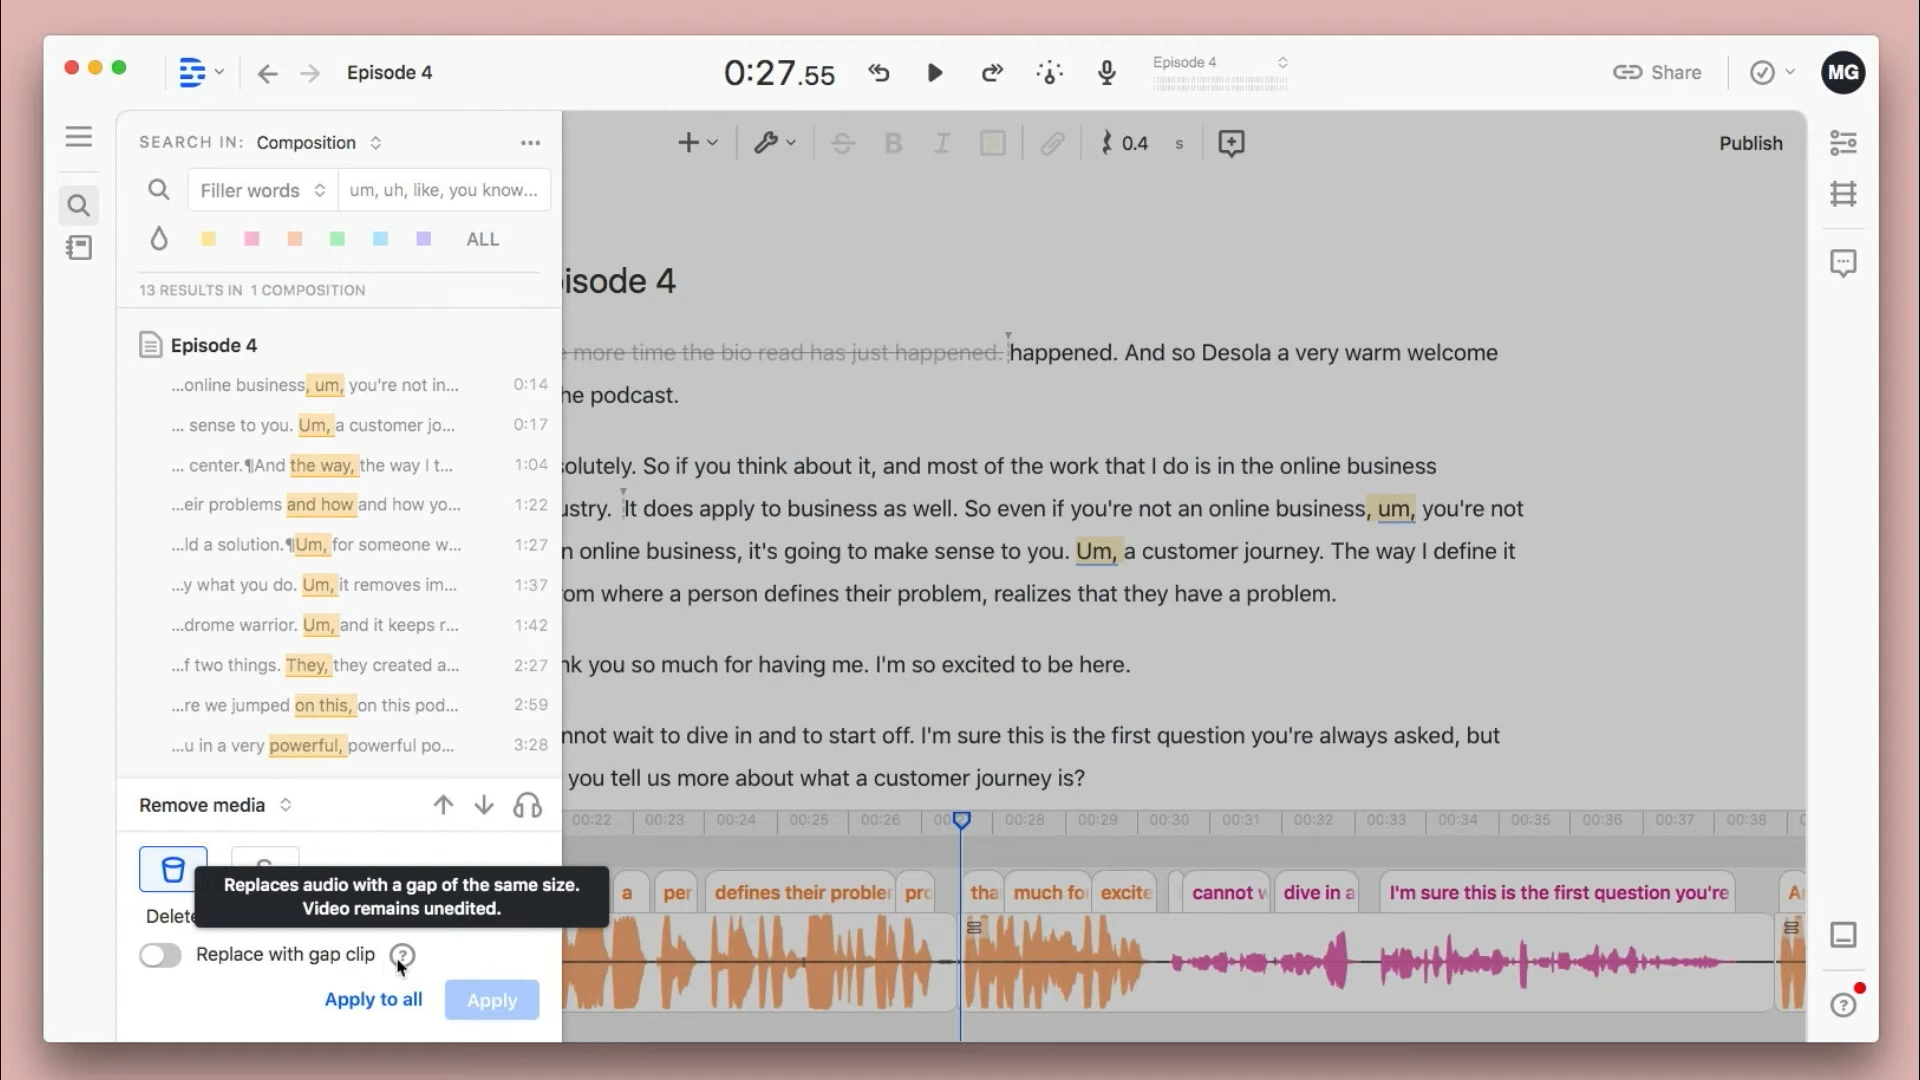 Episode 4
0:27.55
Episode 4
Share
MG
SEARCH IN: Composition
Filler words
um, uh, like, you know...
ALL
13 RESULTS IN 1 COMPOSITION
Episode 4
...online business, um, you're not in... 0:14
... sense to you. Um, a customer jo... 0:17
... center.¶And the way, the way I t... 1:04
...eir problems and how and how yo... 1:22
...ld a solution.¶Um, for someone w... 1:27
...y what you do. Um, it removes im... 1:37
...drome warrior. Um, and it keeps r... 1:42
...f two things. They, they created a... 2:27
...re we jumped on this, on this pod... 2:59
...u in a very powerful, powerful po... 3:28
Remove media
Replaces audio with a gap of the same size.
Video remains unedited.
Delete
Replace with gap clip
Apply to all
Apply
B I 0.4 s
Publish
isode 4
e more time the bio read has just happened. happened. And so Desola a very warm welcome
he podcast.
solutely. So if you think about it, and most of the work that I do is in the online business
ustry. It does apply to business as well. So even if you're not an online business, um, you're not
n online business, it's going to make sense to you. Um, a customer journey. The way I define it
om where a person defines their problem, realizes that they have a problem.
nk you so much for having me. I'm so excited to be here.
nnot wait to dive in and to start off. I'm sure this is the first question you're always asked, but
you tell us more about what a customer journey is?
00:22 00:23 00:24 00:25 00:26 00:28 00:29 00:30 00:31 00:32 00:33 00:34 00:35 00:36 00:37 00:38
a per defines their probler pro tha much fo excite cannot w dive in a I'm sure this is the first question you're A